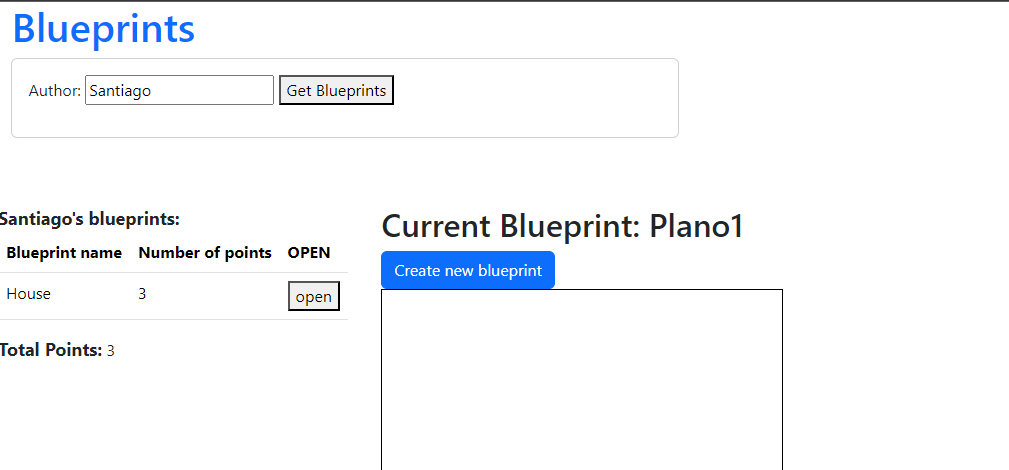 Blueprints
Author: Santiago Get Blueprints
Santiago's blueprints:
Blueprint name Number of points OPEN
House 3 open
Total Points: 3
Current Blueprint: Plano1
Create new blueprint